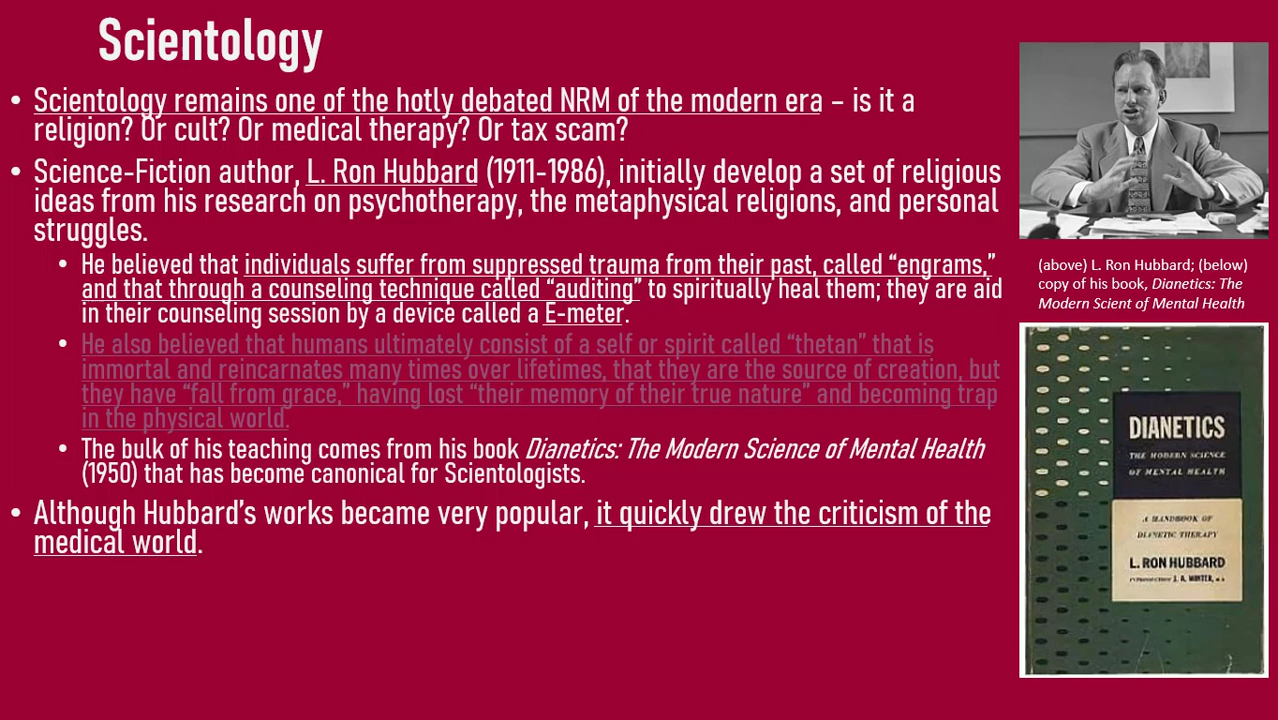 Scientology
• Scientology remains one of the hotly debated NRM of the modern era – is it a
religion? Or cult? Or medical therapy? Or tax scam?
• Science-Fiction author, L. Ron Hubbard (1911-1986), initially develop a set of religious
ideas from his research on psychotherapy, the metaphysical religions, and personal
struggles.
• He believed that individuals suffer from suppressed trauma from their past, called “engrams,”
and that through a counseling technique called “auditing” to spiritually heal them; they are aid
in their counseling session by a device called a E-meter.
• He also believed that humans ultimately consist of a self or spirit called “thetan” that is
immortal and reincarnates many times over lifetimes, that they are the source of creation, but
they have “fall from grace,” having lost “their memory of their true nature” and becoming trap
in the physical world.
• The bulk of his teaching comes from his book Dianetics: The Modern Science of Mental Health
(1950) that has become canonical for Scientologists.
• Although Hubbard’s works became very popular, it quickly drew the criticism of the
medical world.
(above) L. Ron Hubbard; (below)
copy of his book, Dianetics: The
Modern Scient of Mental Health
DIANETICS
THE MODERN SCIENCE
OF MENTAL HEALTH
A HANDBOOK OF
DIANETIC THERAPY
L. RON HUBBARD
INTRODUCTION J. A. WINTER, M.D.